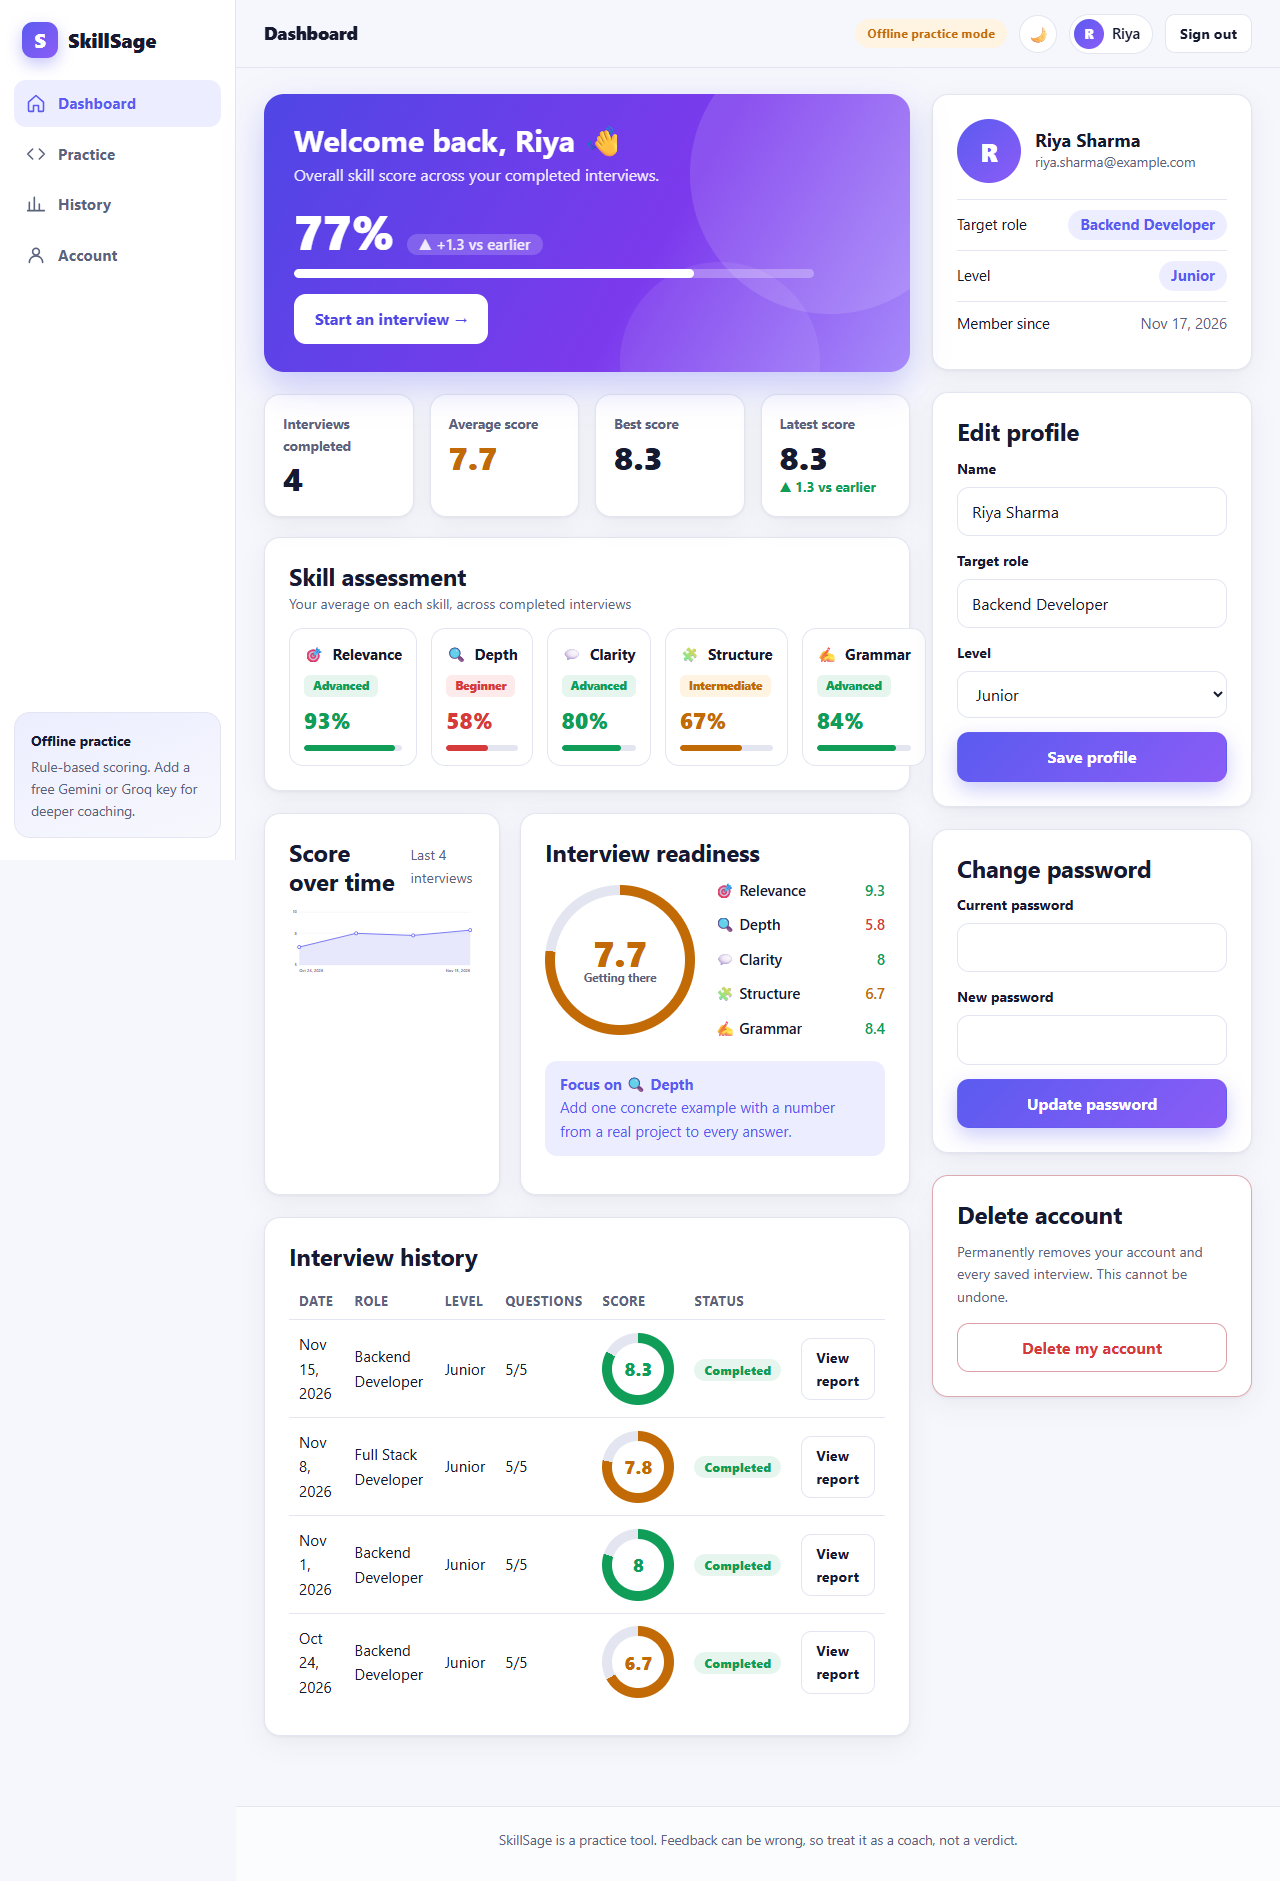 S SkillSage
Dashboard
Practice
History
Account
Offline practice
Rule-based scoring. Add a
free Gemini or Groq key for
deeper coaching.
Dashboard
Offline practice mode
R Riya
Sign out
Welcome back, Riya 👋
Overall skill score across your completed interviews.
77% ▲ +1.3 vs earlier
Start an interview →
Interviews
completed
4
Average score
7.7
Best score
8.3
Latest score
8.3
▲ 1.3 vs earlier
Skill assessment
Your average on each skill, across completed interviews
🎯 Relevance
Advanced
93%
🔍 Depth
Beginner
58%
💬 Clarity
Advanced
80%
🧩 Structure
Intermediate
67%
✍️ Grammar
Advanced
84%
Score
over time
Last 4
interviews
10
Oct 24, 2026
Nov 15, 2026
Interview readiness
7.7
Getting there
🎯 Relevance 9.3
🔍 Depth 5.8
💬 Clarity 8
🧩 Structure 6.7
✍️ Grammar 8.4
Focus on 🔍 Depth
Add one concrete example with a number
from a real project to every answer.
Interview history
DATE ROLE LEVEL QUESTIONS SCORE STATUS
Nov
15,
2026
Backend
Developer
Junior
5/5
8.3
Completed
View
report
Nov
8,
2026
Full Stack
Developer
Junior
5/5
7.8
Completed
View
report
Nov
1,
2026
Backend
Developer
Junior
5/5
8
Completed
View
report
Oct
24,
2026
Backend
Developer
Junior
5/5
6.7
Completed
View
report
R
Riya Sharma
riya.sharma@example.com
Target role Backend Developer
Level Junior
Member since Nov 17, 2026
Edit profile
Name
Riya Sharma
Target role
Backend Developer
Level
Junior
Save profile
Change password
Current password
New password
Update password
Delete account
Permanently removes your account and
every saved interview. This cannot be
undone.
Delete my account
SkillSage is a practice tool. Feedback can be wrong, so treat it as a coach, not a verdict.